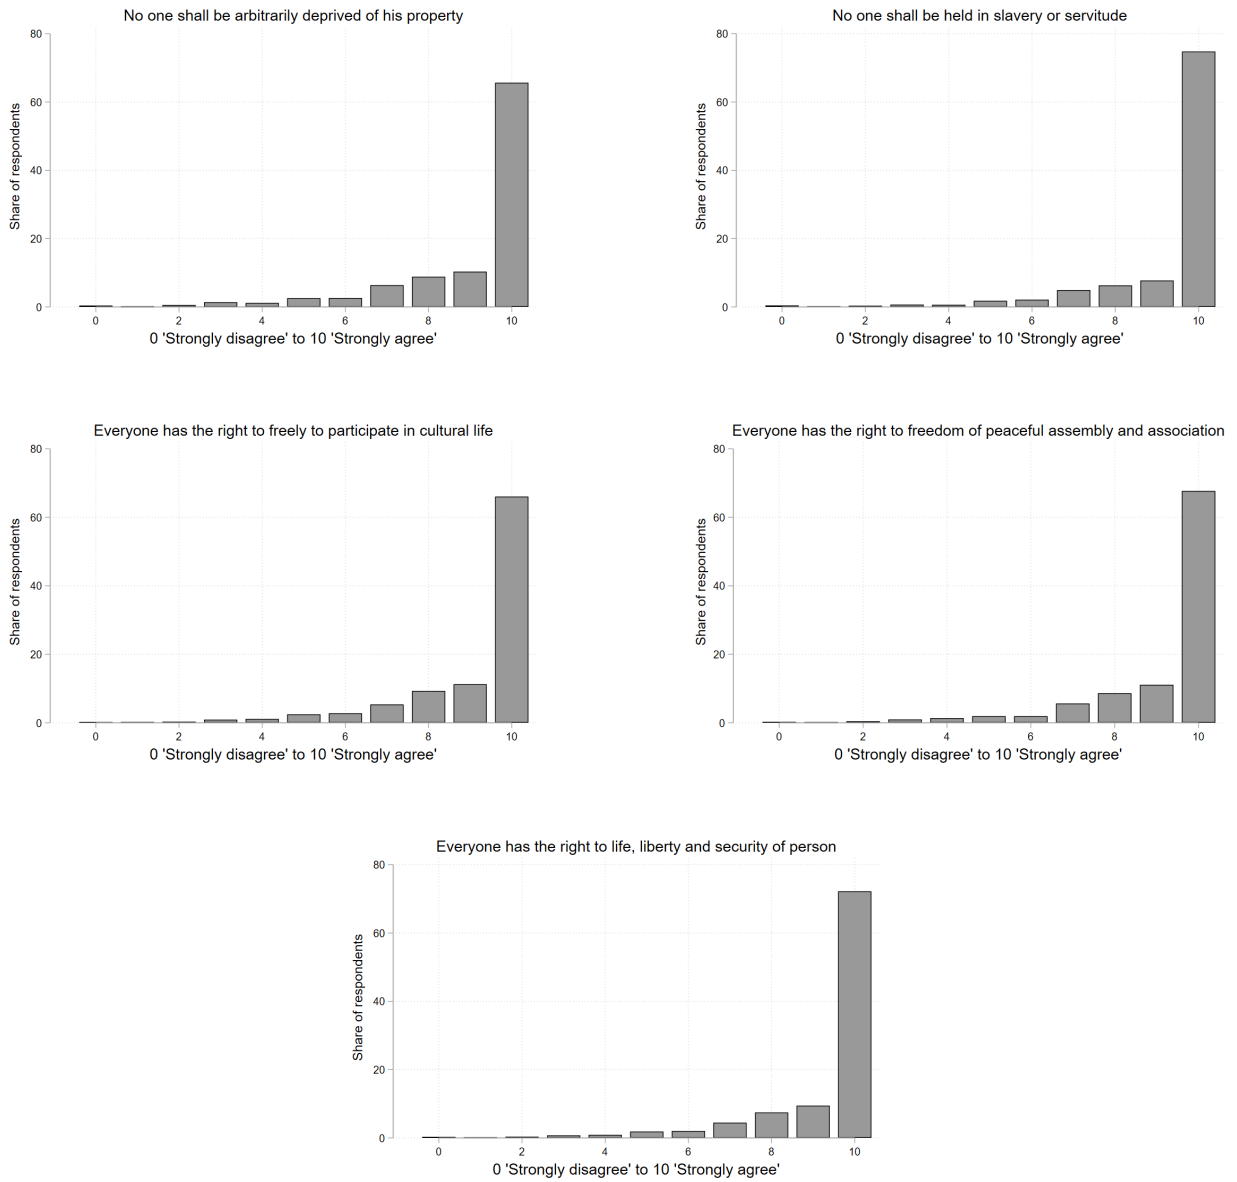 No one shall be arbitrarily deprived of his property
80
60
40
20
0
Share of respondents
0 2 4 6 8 10
0 'Strongly disagree' to 10 'Strongly agree'
No one shall be held in slavery or servitude
80
60
40
20
0
Share of respondents
0 2 4 6 8 10
0 'Strongly disagree' to 10 'Strongly agree'
Everyone has the right to freely to participate in cultural life
80
60
40
20
0
Share of respondents
0 2 4 6 8 10
0 'Strongly disagree' to 10 'Strongly agree'
Everyone has the right to freedom of peaceful assembly and association
80
60
40
20
0
Share of respondents
0 2 4 6 8 10
0 'Strongly disagree' to 10 'Strongly agree'
Everyone has the right to life, liberty and security of person
80
60
40
20
0
Share of respondents
0 2 4 6 8 10
0 'Strongly disagree' to 10 'Strongly agree'